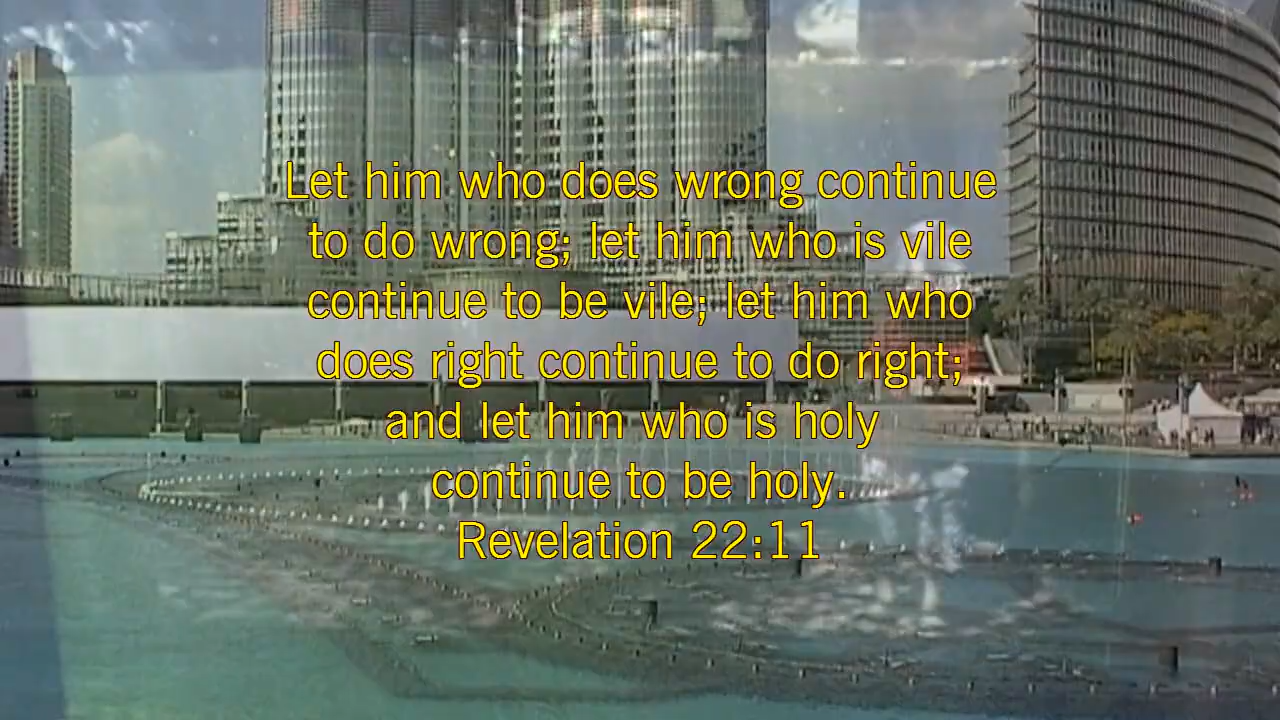 Let him who does wrong continue
to do wrong; let him who is vile
continue to be vile; let him who
does right continue to do right;
and let him who is holy
continue to be holy.
Revelation 22:11